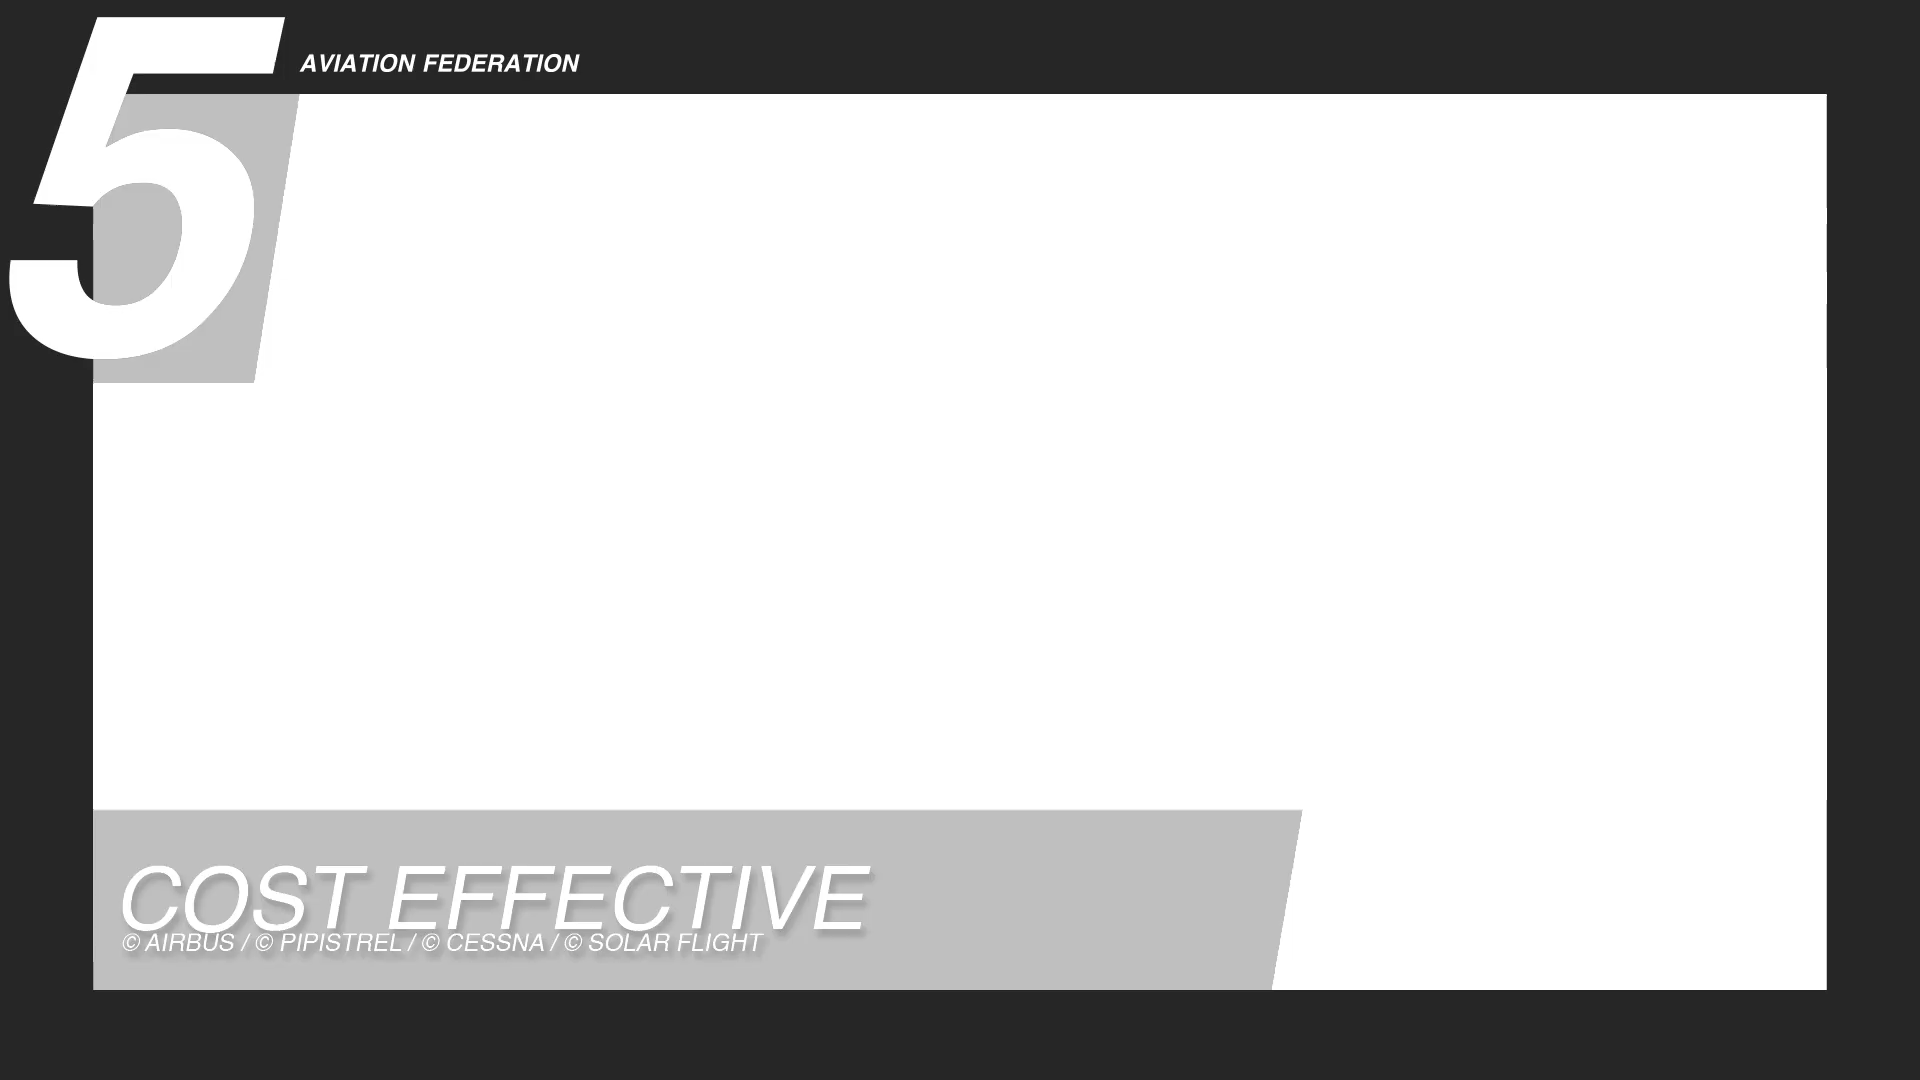 5
AVIATION FEDERATION
COST EFFECTIVE
© AIRBUS / © PIPISTREL / © CESSNA / © SOLAR FLIGHT